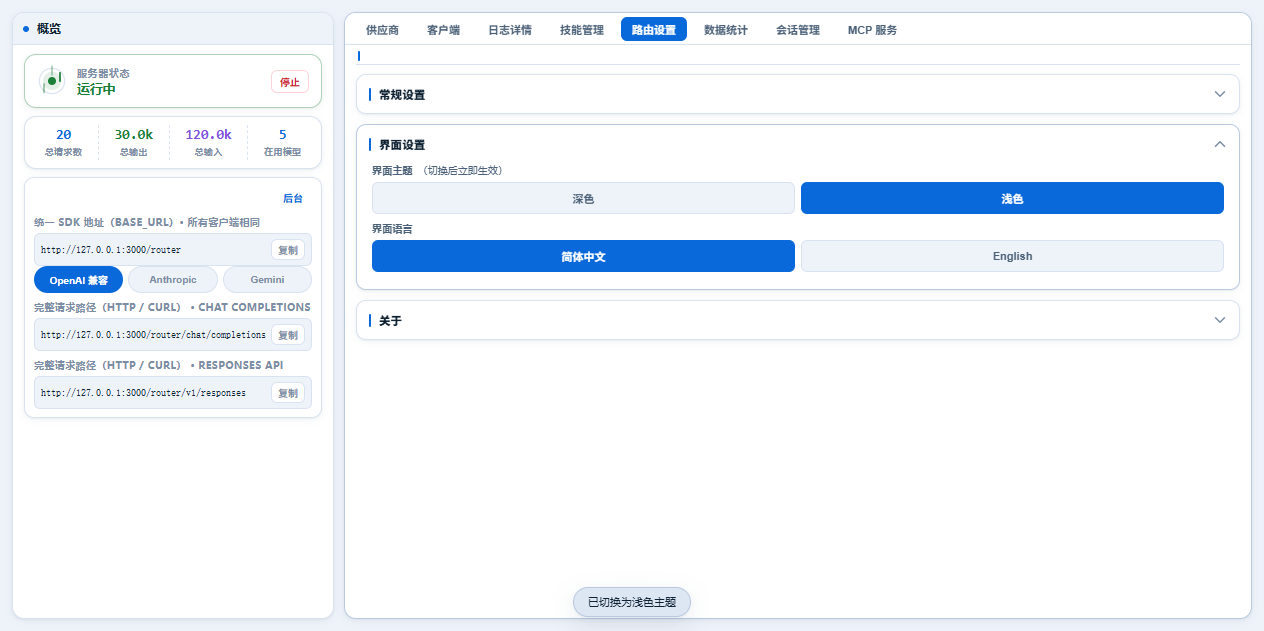 概览
服务器状态
运行中
停止
20 30.0k 120.0k 5
总请求数 总输出 总输入 在用模型
后台
统一 SDK 地址（BASE_URL）• 所有客户端相同
http://127.0.0.1:3000/router 复制
OpenAI 兼容 Anthropic Gemini
完整请求路径（HTTP / CURL） • CHAT COMPLETIONS
http://127.0.0.1:3000/router/chat/completions 复制
完整请求路径（HTTP / CURL） • RESPONSES API
http://127.0.0.1:3000/router/v1/responses 复制
供应商 客户端 日志详情 技能管理 路由设置 数据统计 会话管理 MCP 服务
常规设置
界面设置
界面主题 （切换后立即生效）
深色 浅色
界面语言
简体中文 English
关于
已切换为浅色主题